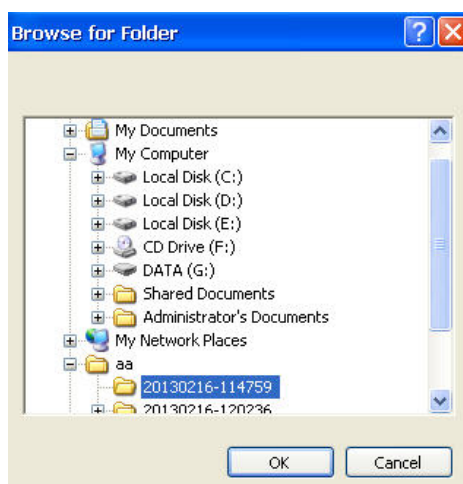 Browse for Folder
My Documents
My Computer
Local Disk (C:)
Local Disk (D:)
Local Disk (E:)
CD Drive (F:)
DATA (G:)
Shared Documents
Administrator's Documents
My Network Places
aa
20130216-114759
20130216-120236
OK Cancel